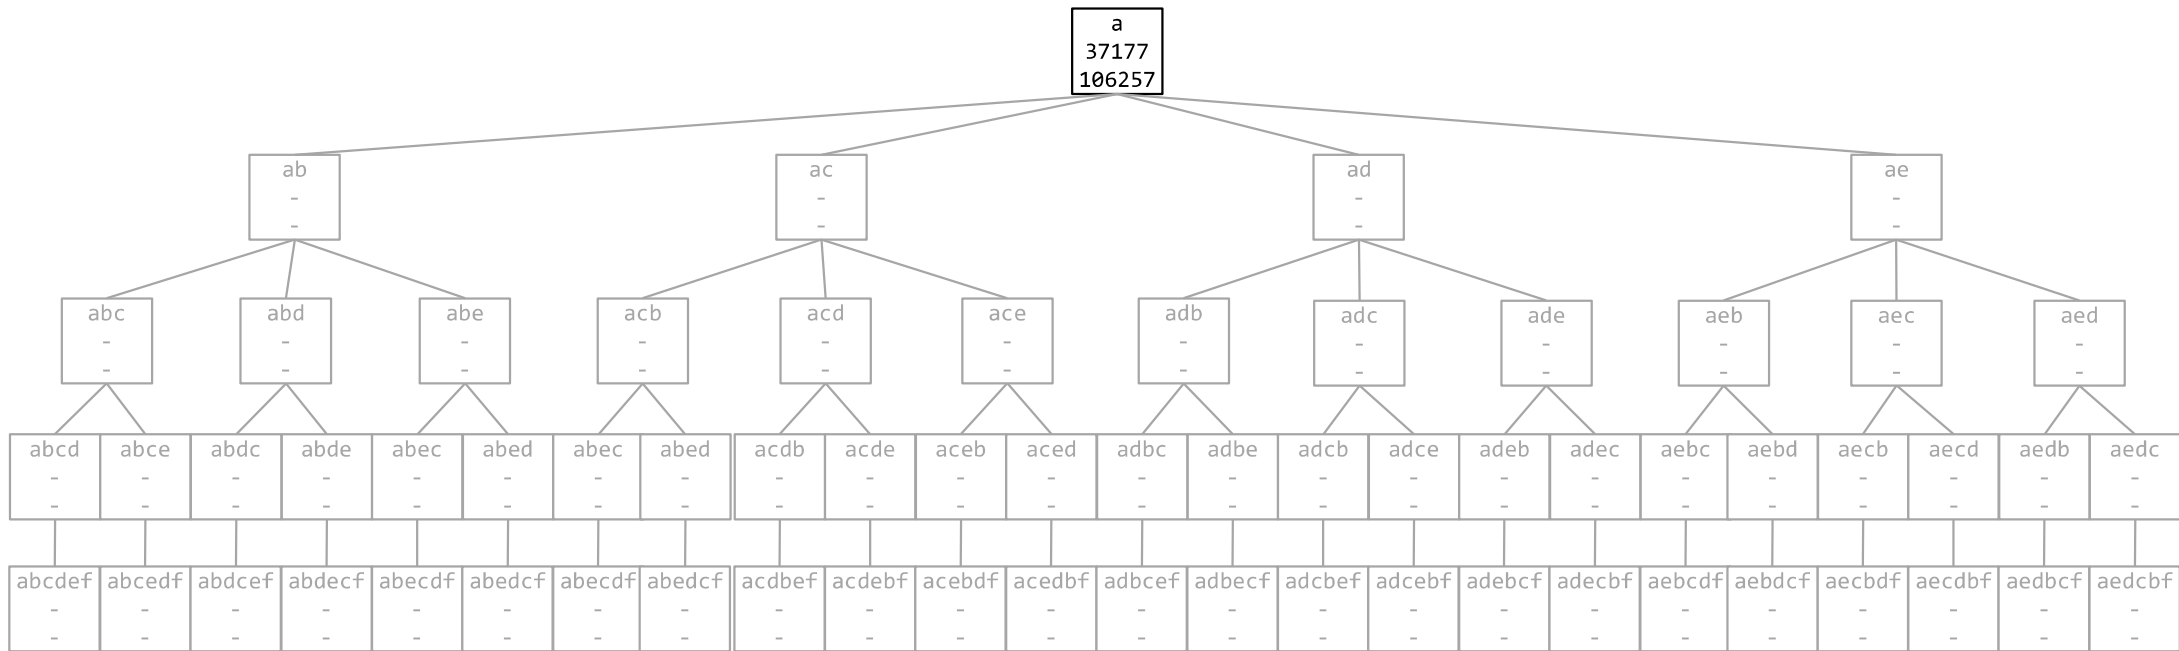 a
37177
106257
ab ac ad ae
- - - -
- - - -
abc abd abe acb acd ace adb adc ade aeb aec aed
- - - - - - - - - - - -
- - - - - - - - - - - -
abcd abce abdc abde abec abed abec abed acdb acde aceb aced adbc adbe adcb adce adeb adec aebc aebd aecb aecd aedb aedc
- - - - - - - - - - - - - - - - - - - - - - - -
- - - - - - - - - - - - - - - - - - - - - - - -
abcdef abcedf abdcef abdecf abecdf abedcf abecdf abedcf acdbef acdebf acebdf acedbf adbcef adbecf adcbef adcebf adebcf adecbf aebcdf aebdcf aecbdf aecdbf aedbcf aedcbf
- - - - - - - - - - - - - - - - - - - - - - - -
- - - - - - - - - - - - - - - - - - - - - - - -